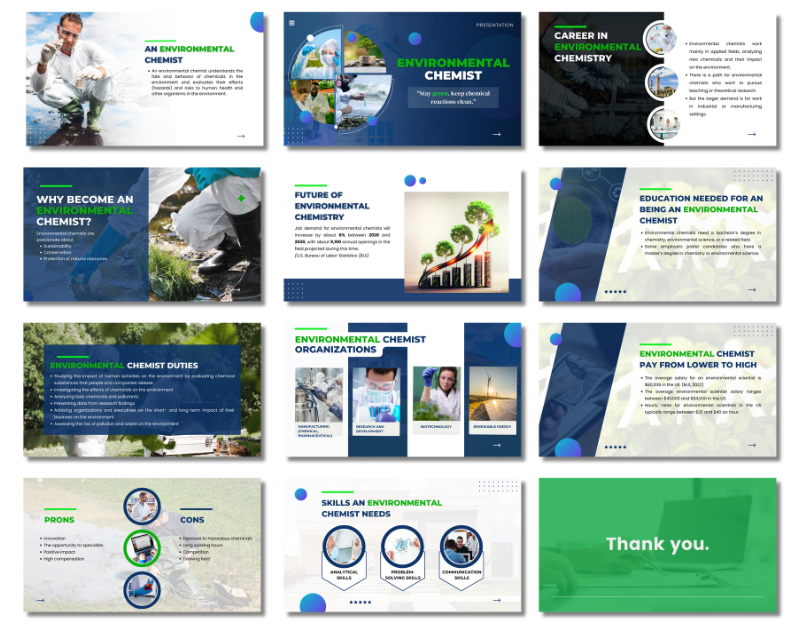 AN ENVIRONMENTAL
CHEMIST
An environmental chemist understands the
fate and behavior of chemicals in the
environment and evaluates their effects
(hazards) and risks to human health and
other organisms in the environment.
PRESENTATION
ENVIRONMENTAL
CHEMIST
"Stay green, Keep chemical
reactions clean."
CAREER IN
ENVIRONMENTAL
CHEMISTRY
Environmental chemists work
mainly in applied fields, analyzing
new chemicals and their impact
on the environment.
There is a path for environmental
chemists who want to pursue
teaching or theoretical research.
But the larger demand is for work
in industrial or manufacturing
settings.
WHY BECOME AN
ENVIRONMENTAL
CHEMIST?
Environmental chemists are
passionate about
Sustainability
Conservation
Protection of natural resources
FUTURE OF
ENVIRONMENTAL
CHEMISTRY
Job demand for environmental chemists will
increase by about 8% between 2020 and
2030, with about 9,100 annual openings in the
field projected during this time.
(U.S. Bureau of Labor Statistics (BLS)
EDUCATION NEEDED FOR AN
BEING AN ENVIRONMENTAL
CHEMIST
Environmental chemists need a bachelor's degree in
chemistry, environmental science, or a related field.
Some employers prefer candidates who have a
master's degree in chemistry or environmental science.
ENVIRONMENTAL CHEMIST DUTIES
Studying the impact of human activities on the environment by evaluating chemical
substances that people and companies release
Investigating the effects of chemicals on the environment
Analyzing toxin chemicals and pollutants
Presenting data from research findings
Advising organizations and executives on the short- and long-term impact of their
business on the environment
Assessing the risk of pollution and waste on the environment
ENVIRONMENTAL CHEMIST
ORGANIZATIONS
MANUFACTURING
(CHEMICAL,
PHARMACEUTICAL)
RESEARCH AND
DEVELOPMENT
BIOTECHNOLOGY
RENEWABLE ENERGY
ENVIRONMENTAL CHEMIST
PAY FROM LOWER TO HIGH
The average salary for an environmental scientist is
in the US
The average environmental scientist salary ranges
between $43,000 and $114,000 in the US
Hourly rates for environmental scientists in the US
typically range between $22 and $40 an hour.
PRONS
Innovation
The opportunity to specialize
Positive impact
High compensation
CONS
Exposure to hazardous chemicals
Long working hours
Competition
Evolving field
SKILLS AN ENVIRONMENTAL
CHEMIST NEEDS
ANALYTICAL
SKILLS
PROBLEM-
SOLVING SKILLS
COMMUNICATION
SKILLS
Thank you.